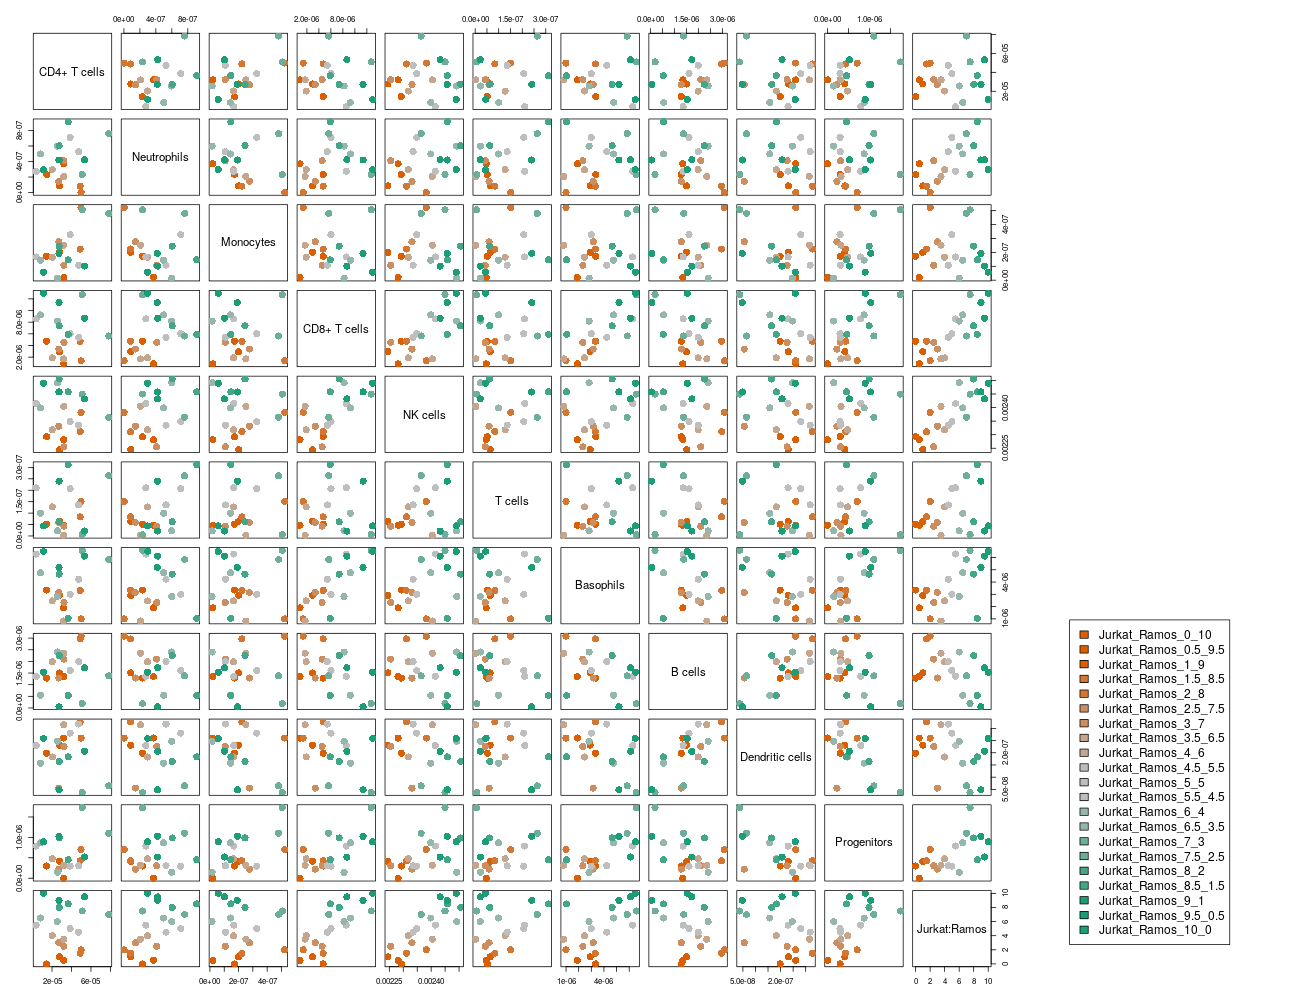 0e+00 4e-07 8e-07 2.0e-06 8.0e-06 0.0e+00 1.5e-07 3.0e-07 0.0e+00 1.5e-06 3.0e-06 0.0e+00 1.0e-06
CD4+ T cells
2e-05 6e-05
0e+00 4e-07 8e-07
Neutrophils
Monocytes
0e+00 2e-07 4e-07
2.0e-06 8.0e-06
CD8+ T cells
NK cells
0.00225 0.00240
0.0e+00 1.5e-07 3.0e-07
T cells
Basophils
1e-06 4e-06
0.0e+00 1.5e-06 3.0e-06
B cells
Dendritic cells
5.0e-08 2.0e-07
0.0e+00 1.0e-06
Progenitors
Jurkat:Ramos
0 2 4 6 8 10
2e-05 6e-05 0e+00 2e-07 4e-07 0.00225 0.00240 1e-06 4e-06 5.0e-08 2.0e-07 0 2 4 6 8 10
Jurkat_Ramos_0_10
Jurkat_Ramos_0.5_9.5
Jurkat_Ramos_1_9
Jurkat_Ramos_1.5_8.5
Jurkat_Ramos_2_8
Jurkat_Ramos_2.5_7.5
Jurkat_Ramos_3_7
Jurkat_Ramos_3.5_6.5
Jurkat_Ramos_4_6
Jurkat_Ramos_4.5_5.5
Jurkat_Ramos_5_5
Jurkat_Ramos_5.5_4.5
Jurkat_Ramos_6_4
Jurkat_Ramos_6.5_3.5
Jurkat_Ramos_7_3
Jurkat_Ramos_7.5_2.5
Jurkat_Ramos_8_2
Jurkat_Ramos_8.5_1.5
Jurkat_Ramos_9_1
Jurkat_Ramos_9.5_0.5
Jurkat_Ramos_10_0